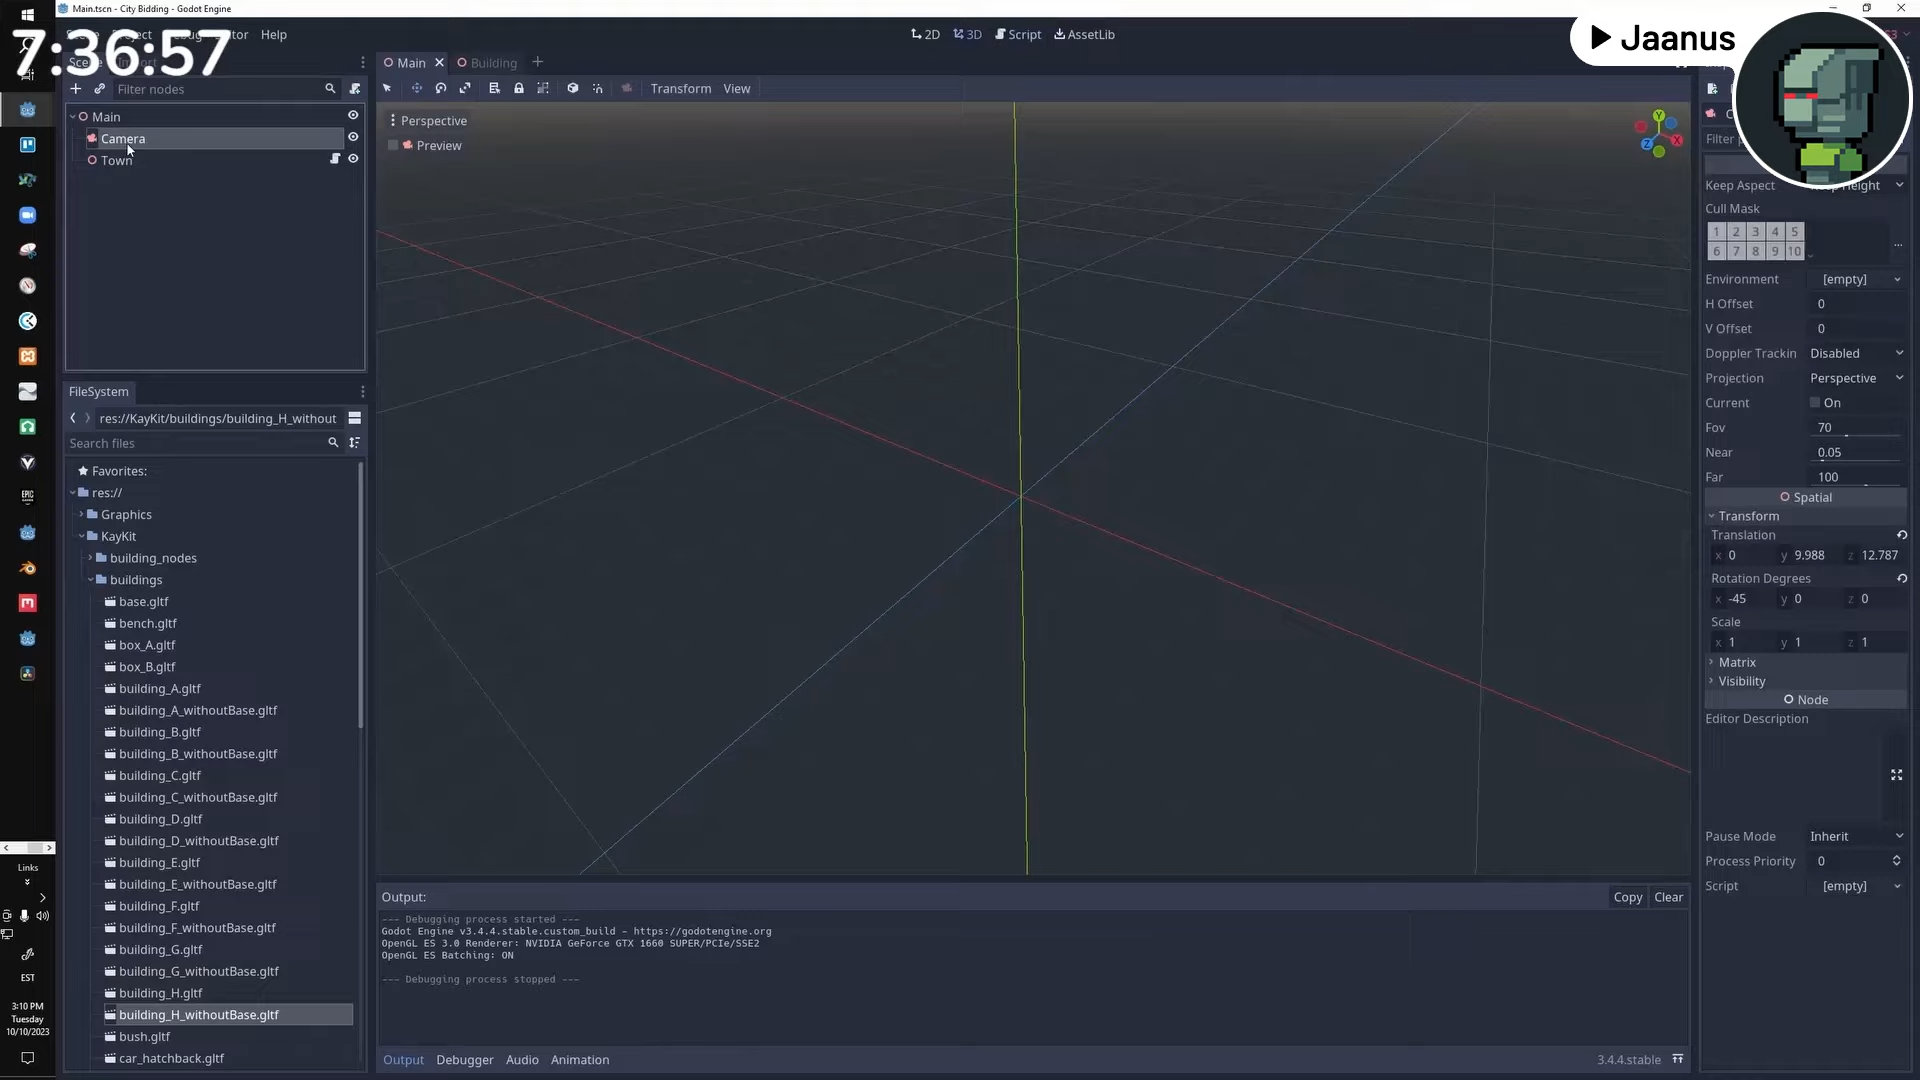 Main.tscn - City Bidding - Godot Engine
7:36:57
Help
2D
3D
Script
AssetLib
Jaanus
Main
Building
Filter nodes
Transform
View
Main
Camera
Town
Perspective
Preview
Y
X
Z
FileSystem
res://KayKit/buildings/building_H_without
Search files
Favorites:
res://
Graphics
KayKit
building_nodes
buildings
base.gltf
bench.gltf
box_A.gltf
box_B.gltf
building_A.gltf
building_A_withoutBase.gltf
building_B.gltf
building_B_withoutBase.gltf
building_C.gltf
building_C_withoutBase.gltf
building_D.gltf
building_D_withoutBase.gltf
building_E.gltf
building_E_withoutBase.gltf
building_F.gltf
building_F_withoutBase.gltf
building_G.gltf
building_G_withoutBase.gltf
building_H.gltf
building_H_withoutBase.gltf
bush.gltf
car_hatchback.gltf
Output:
Copy
Clear
--- Debugging process started ---
Godot Engine v3.4.4.stable.custom_build - https://godotengine.org
OpenGL ES 3.0 Renderer: NVIDIA GeForce GTX 1660 SUPER/PCIe/SSE2
OpenGL ES Batching: ON
--- Debugging process stopped ---
Output
Debugger
Audio
Animation
3.4.4.stable
Keep Aspect
Cull Mask
1 2 3 4 5
6 7 8 9 10
...
Environment [empty]
H Offset 0
V Offset 0
Doppler Trackin Disabled
Projection Perspective
Current On
Fov 70
Near 0.05
Far 100
Spatial
Transform
Translation
x 0 y 9.988 z 12.787
Rotation Degrees
x -45 y 0 z 0
Scale
x 1 y 1 z 1
Matrix
Visibility
Node
Editor Description
Pause Mode Inherit
Process Priority 0
Script [empty]
EPIC
Links
EST
3:10 PM
Tuesday
10/10/2023